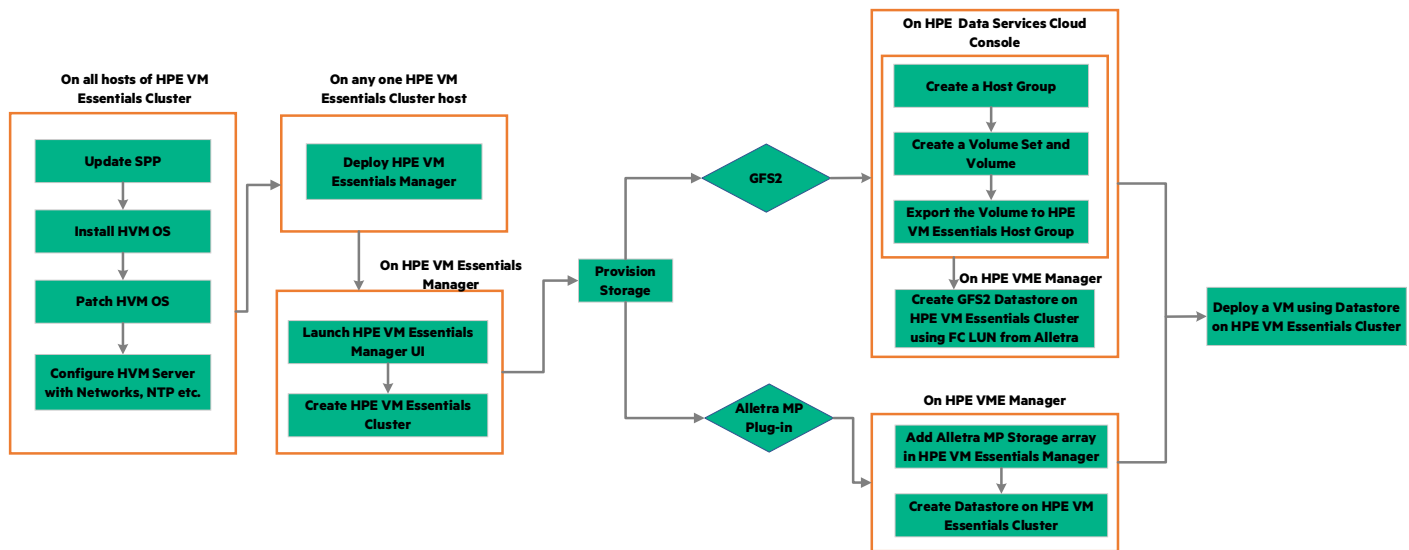 On all hosts of HPE VM
Essentials Cluster
Update SPP
Install HVM OS
Patch HVM OS
Configure HVM Server
with Networks, NTP etc.
On any one HPE VM
Essentials Cluster host
Deploy HPE VM
Essentials Manager
On HPE VM Essentials
Manager
Launch HPE VM Essentials
Manager UI
Create HPE VM Essentials
Cluster
Provision
Storage
GFS2
On HPE Data Services Cloud
Console
Create a Host Group
Create a Volume Set and
Volume
Export the Volume to HPE
VM Essentials Host Group
On HPE VME Manager
Create GFS2 Datastore on
HPE VM Essentials Cluster
using FC LUN from Alletra
Alletra MP
Plug-in
On HPE VME Manager
Add Alletra MP Storage array
in HPE VM Essentials Manager
Create Datastore on HPE VM
Essentials Cluster
Deploy a VM using Datastore
on HPE VM Essentials Cluster